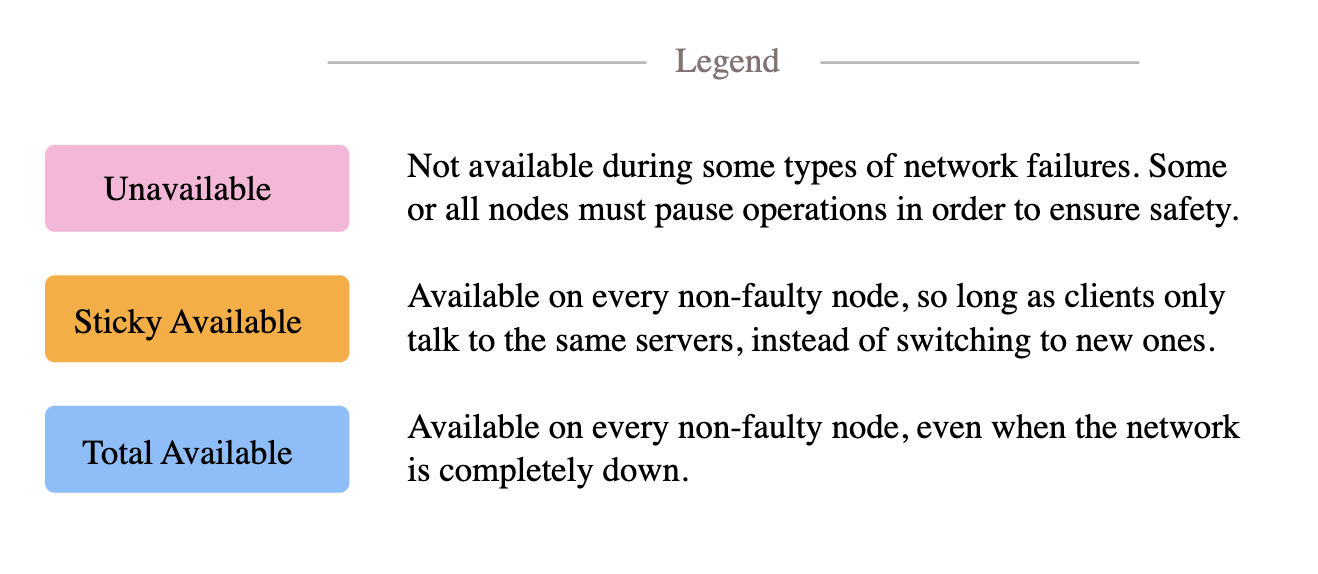 Legend
Unavailable
Not available during some types of network failures. Some
or all nodes must pause operations in order to ensure safety.
Sticky Available
Available on every non-faulty node, so long as clients only
talk to the same servers, instead of switching to new ones.
Total Available
Available on every non-faulty node, even when the network
is completely down.